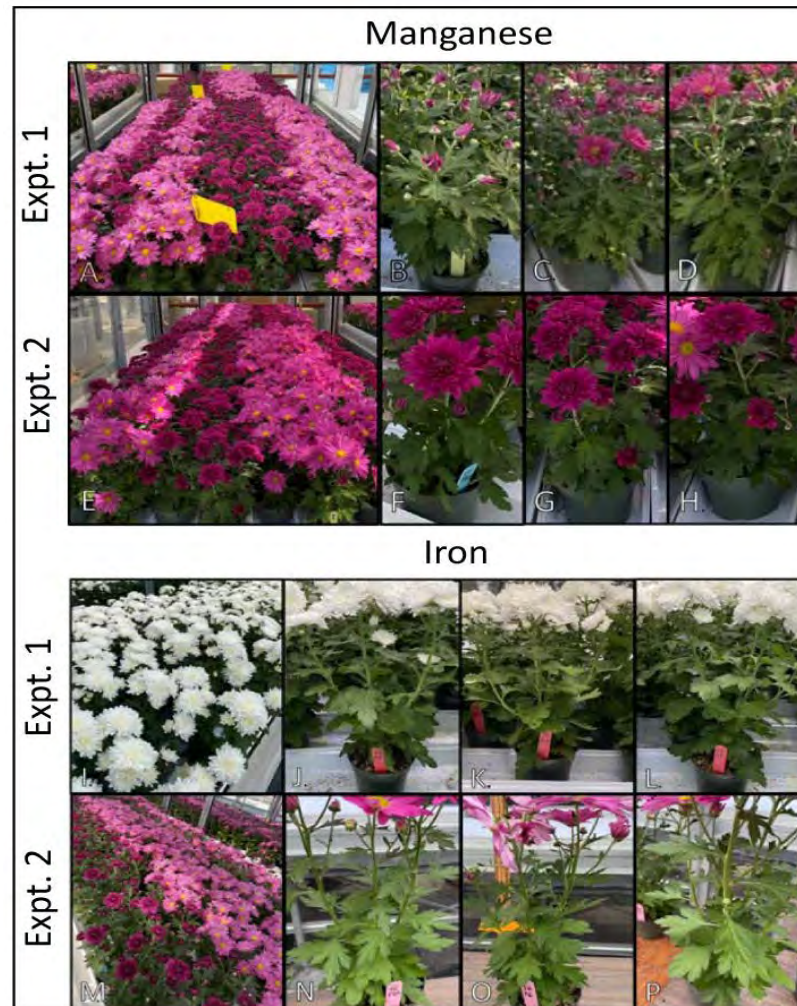 Manganese
Expt. 1
A B C D
Expt. 2
E F G H
Iron
Expt. 1
I. J. K L
Expt. 2
M N O P